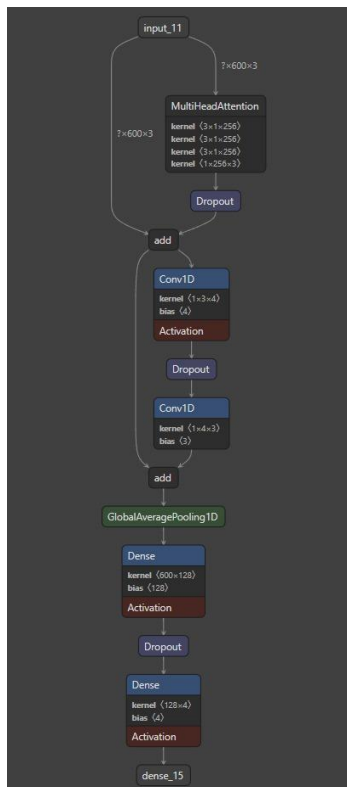 input_11
?×600×3
MultiHeadAttention
?×600×3
kernel ⟨3×1×256⟩
kernel ⟨3×1×256⟩
kernel ⟨3×1×256⟩
kernel ⟨1×256×3⟩
Dropout
add
Conv1D
kernel ⟨1×3×4⟩
bias ⟨4⟩
Activation
Dropout
Conv1D
kernel ⟨1×4×3⟩
bias ⟨3⟩
add
GlobalAveragePooling1D
Dense
kernel ⟨600×128⟩
bias ⟨128⟩
Activation
Dropout
Dense
kernel ⟨128×4⟩
bias ⟨4⟩
Activation
dense_15